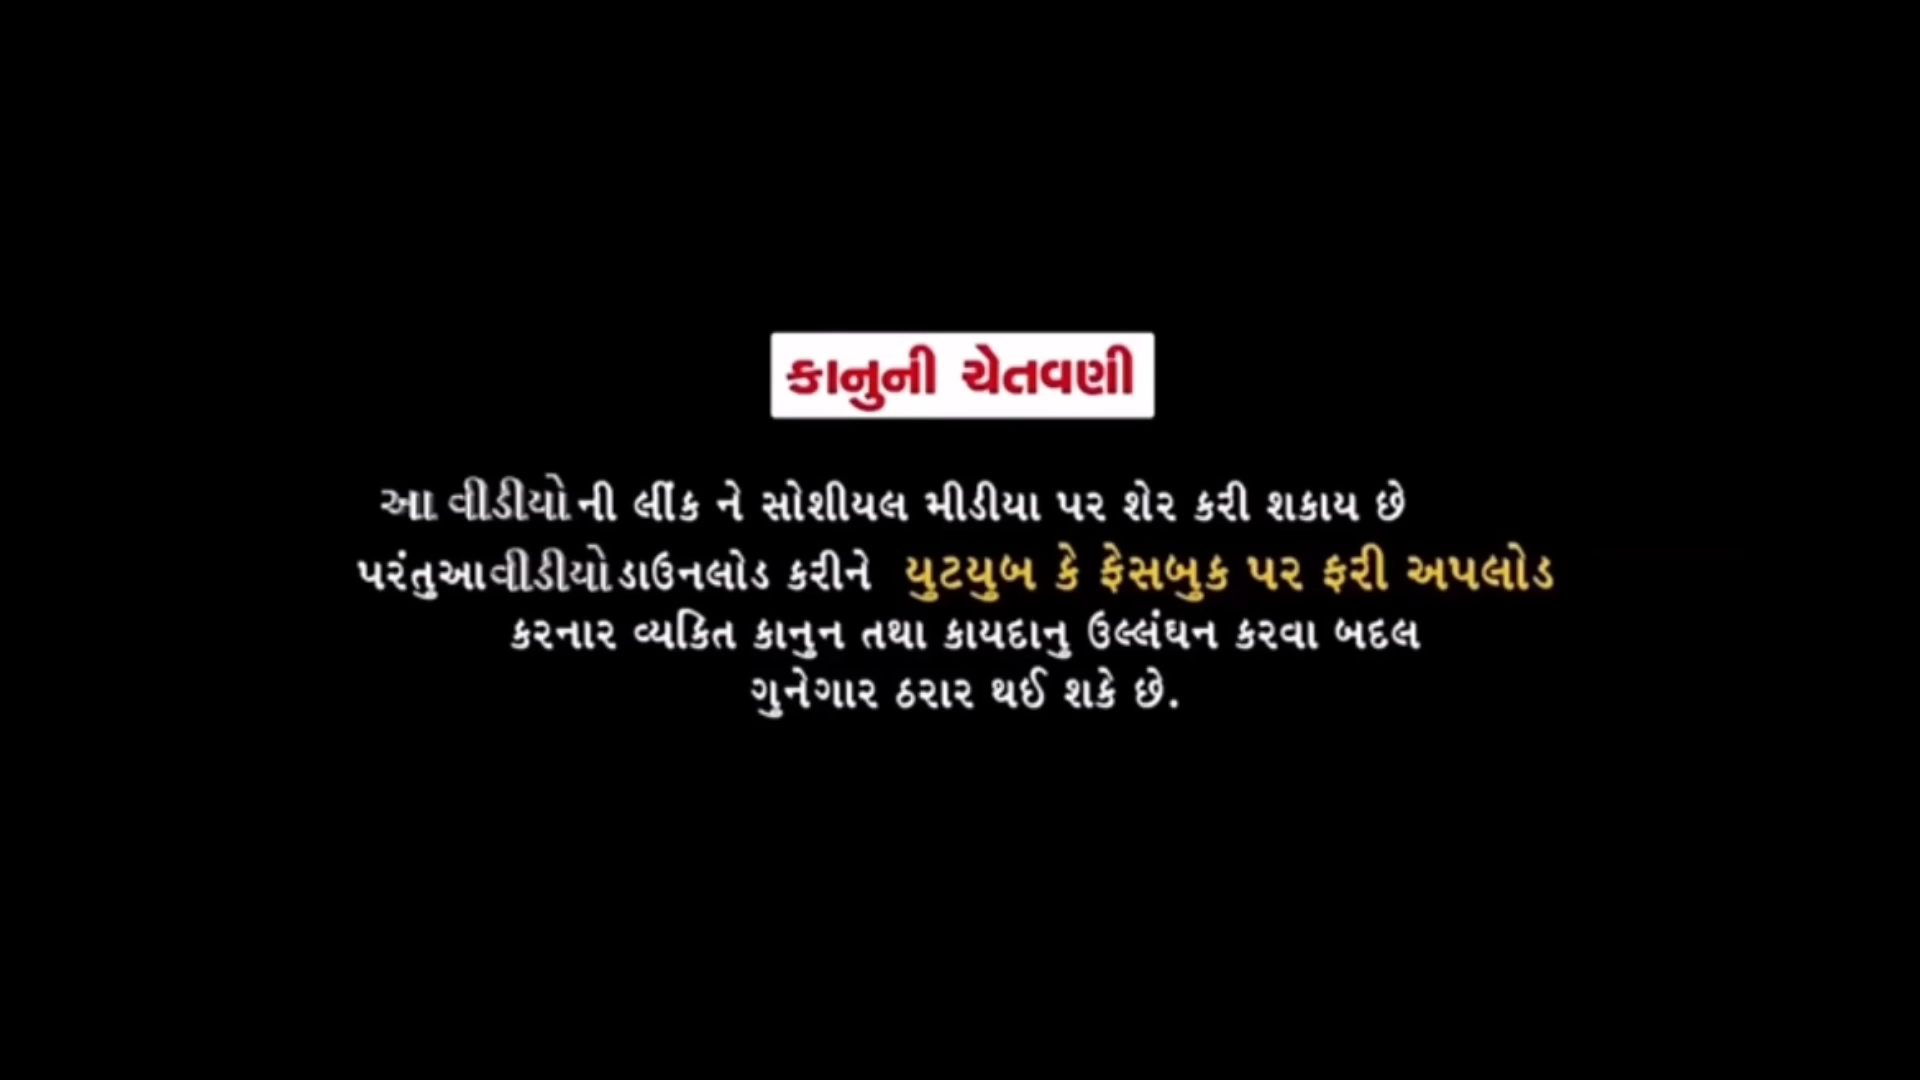 કાનુની ચેતવણી
આ વીડીયો ની લીંક ને સોશીયલ મીડીયા પર શેર કરી શકાય છે
પરંતુઆવીડીયો ડાઉનલોડ કરીને યુટયુબ કે ફેસબુક પર ફરી અપલોડ
કરનાર વ્યકિત કાનુન તથા કાયદાનુ ઉલ્લંઘન કરવા બદલ
ગુનેગાર ઠરાર થઈ શકે છે.